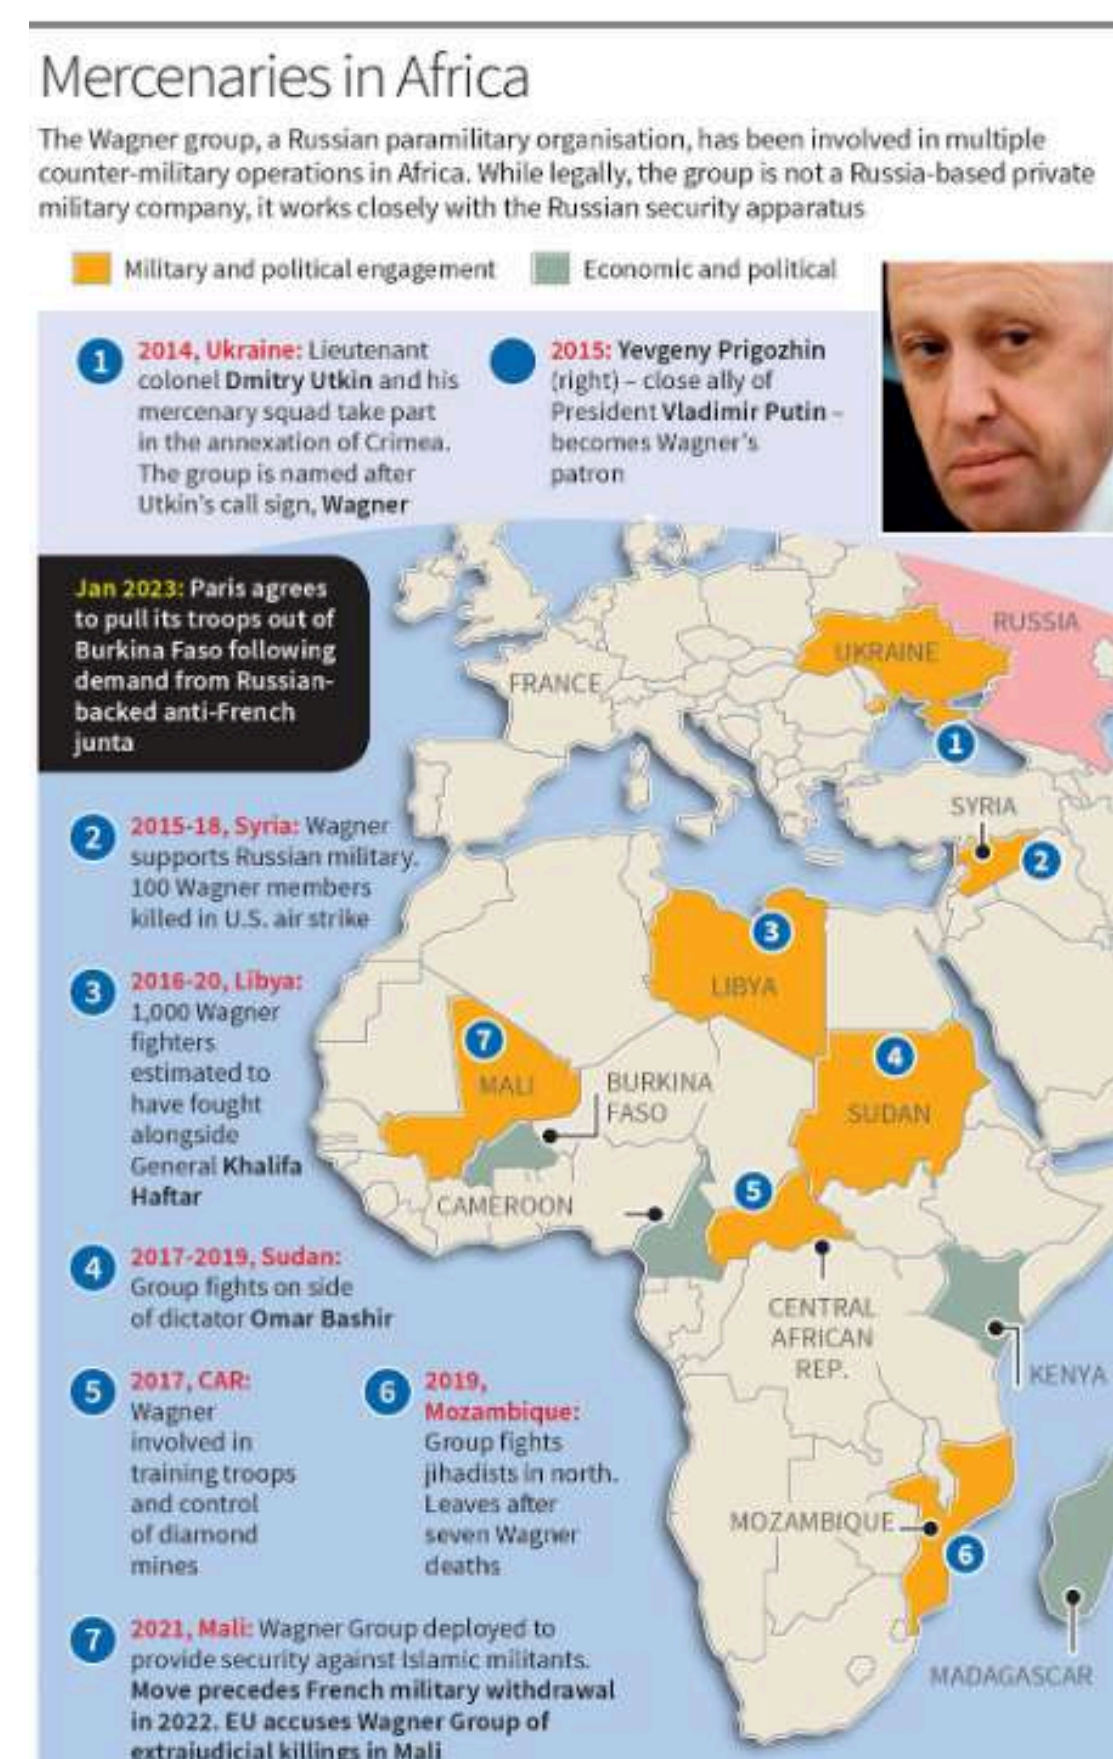 Mercenaries in Africa
The Wagner group, a Russian paramilitary organisation, has been involved in multiple
counter-military operations in Africa. While legally, the group is not a Russia-based private
military company, it works closely with the Russian security apparatus
Military and political engagement
Economic and political
1
2014, Ukraine: Lieutenant
colonel Dmitry Utkin and his
mercenary squad take part
in the annexation of Crimea.
The group is named after
Utkin's call sign, Wagner
2015: Yevgeny Prigozhin
(right) – close ally of
President Vladimir Putin –
becomes Wagner's
patron
Jan 2023: Paris agrees
to pull its troops out of
Burkina Faso following
demand from Russian-
backed anti-French
junta
RUSSIA
UKRAINE
FRANCE
1
SYRIA
2
2
2015-18, Syria: Wagner
supports Russian military.
100 Wagner members
killed in U.S. air strike
3
LIBYA
3
2016-20, Libya:
1,000 Wagner
fighters
estimated to
have fought
alongside
General Khalifa
Haftar
7
MALI
BURKINA
FASO
4
SUDAN
CAMEROON
5
CENTRAL
AFRICAN
REP.
KENYA
4
2017-2019, Sudan:
Group fights on side
of dictator Omar Bashir
5
2017, CAR:
Wagner
involved in
training troops
and control
of diamond
mines
6
2019,
Mozambique:
Group fights
jihadists in north.
Leaves after
seven Wagner
deaths
MOZAMBIQUE
6
MADAGASCAR
7
2021, Mali: Wagner Group deployed to
provide security against Islamic militants.
Move precedes French military withdrawal
in 2022. EU accuses Wagner Group of
extrajudicial killings in Mali